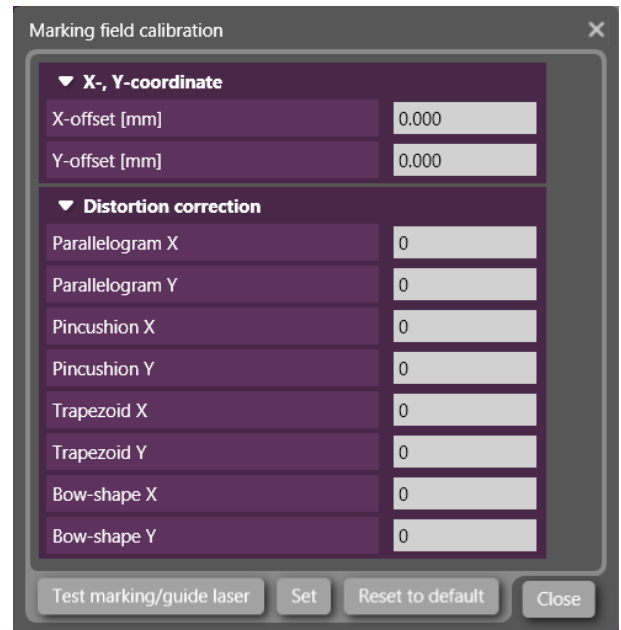 Marking field calibration
X-, Y-coordinate
X-offset [mm] 0.000
Y-offset [mm] 0.000
Distortion correction
Parallelogram X 0
Parallelogram Y 0
Pincushion X 0
Pincushion Y 0
Trapezoid X 0
Trapezoid Y 0
Bow-shape X 0
Bow-shape Y 0
Test marking/guide laser Set Reset to default Close